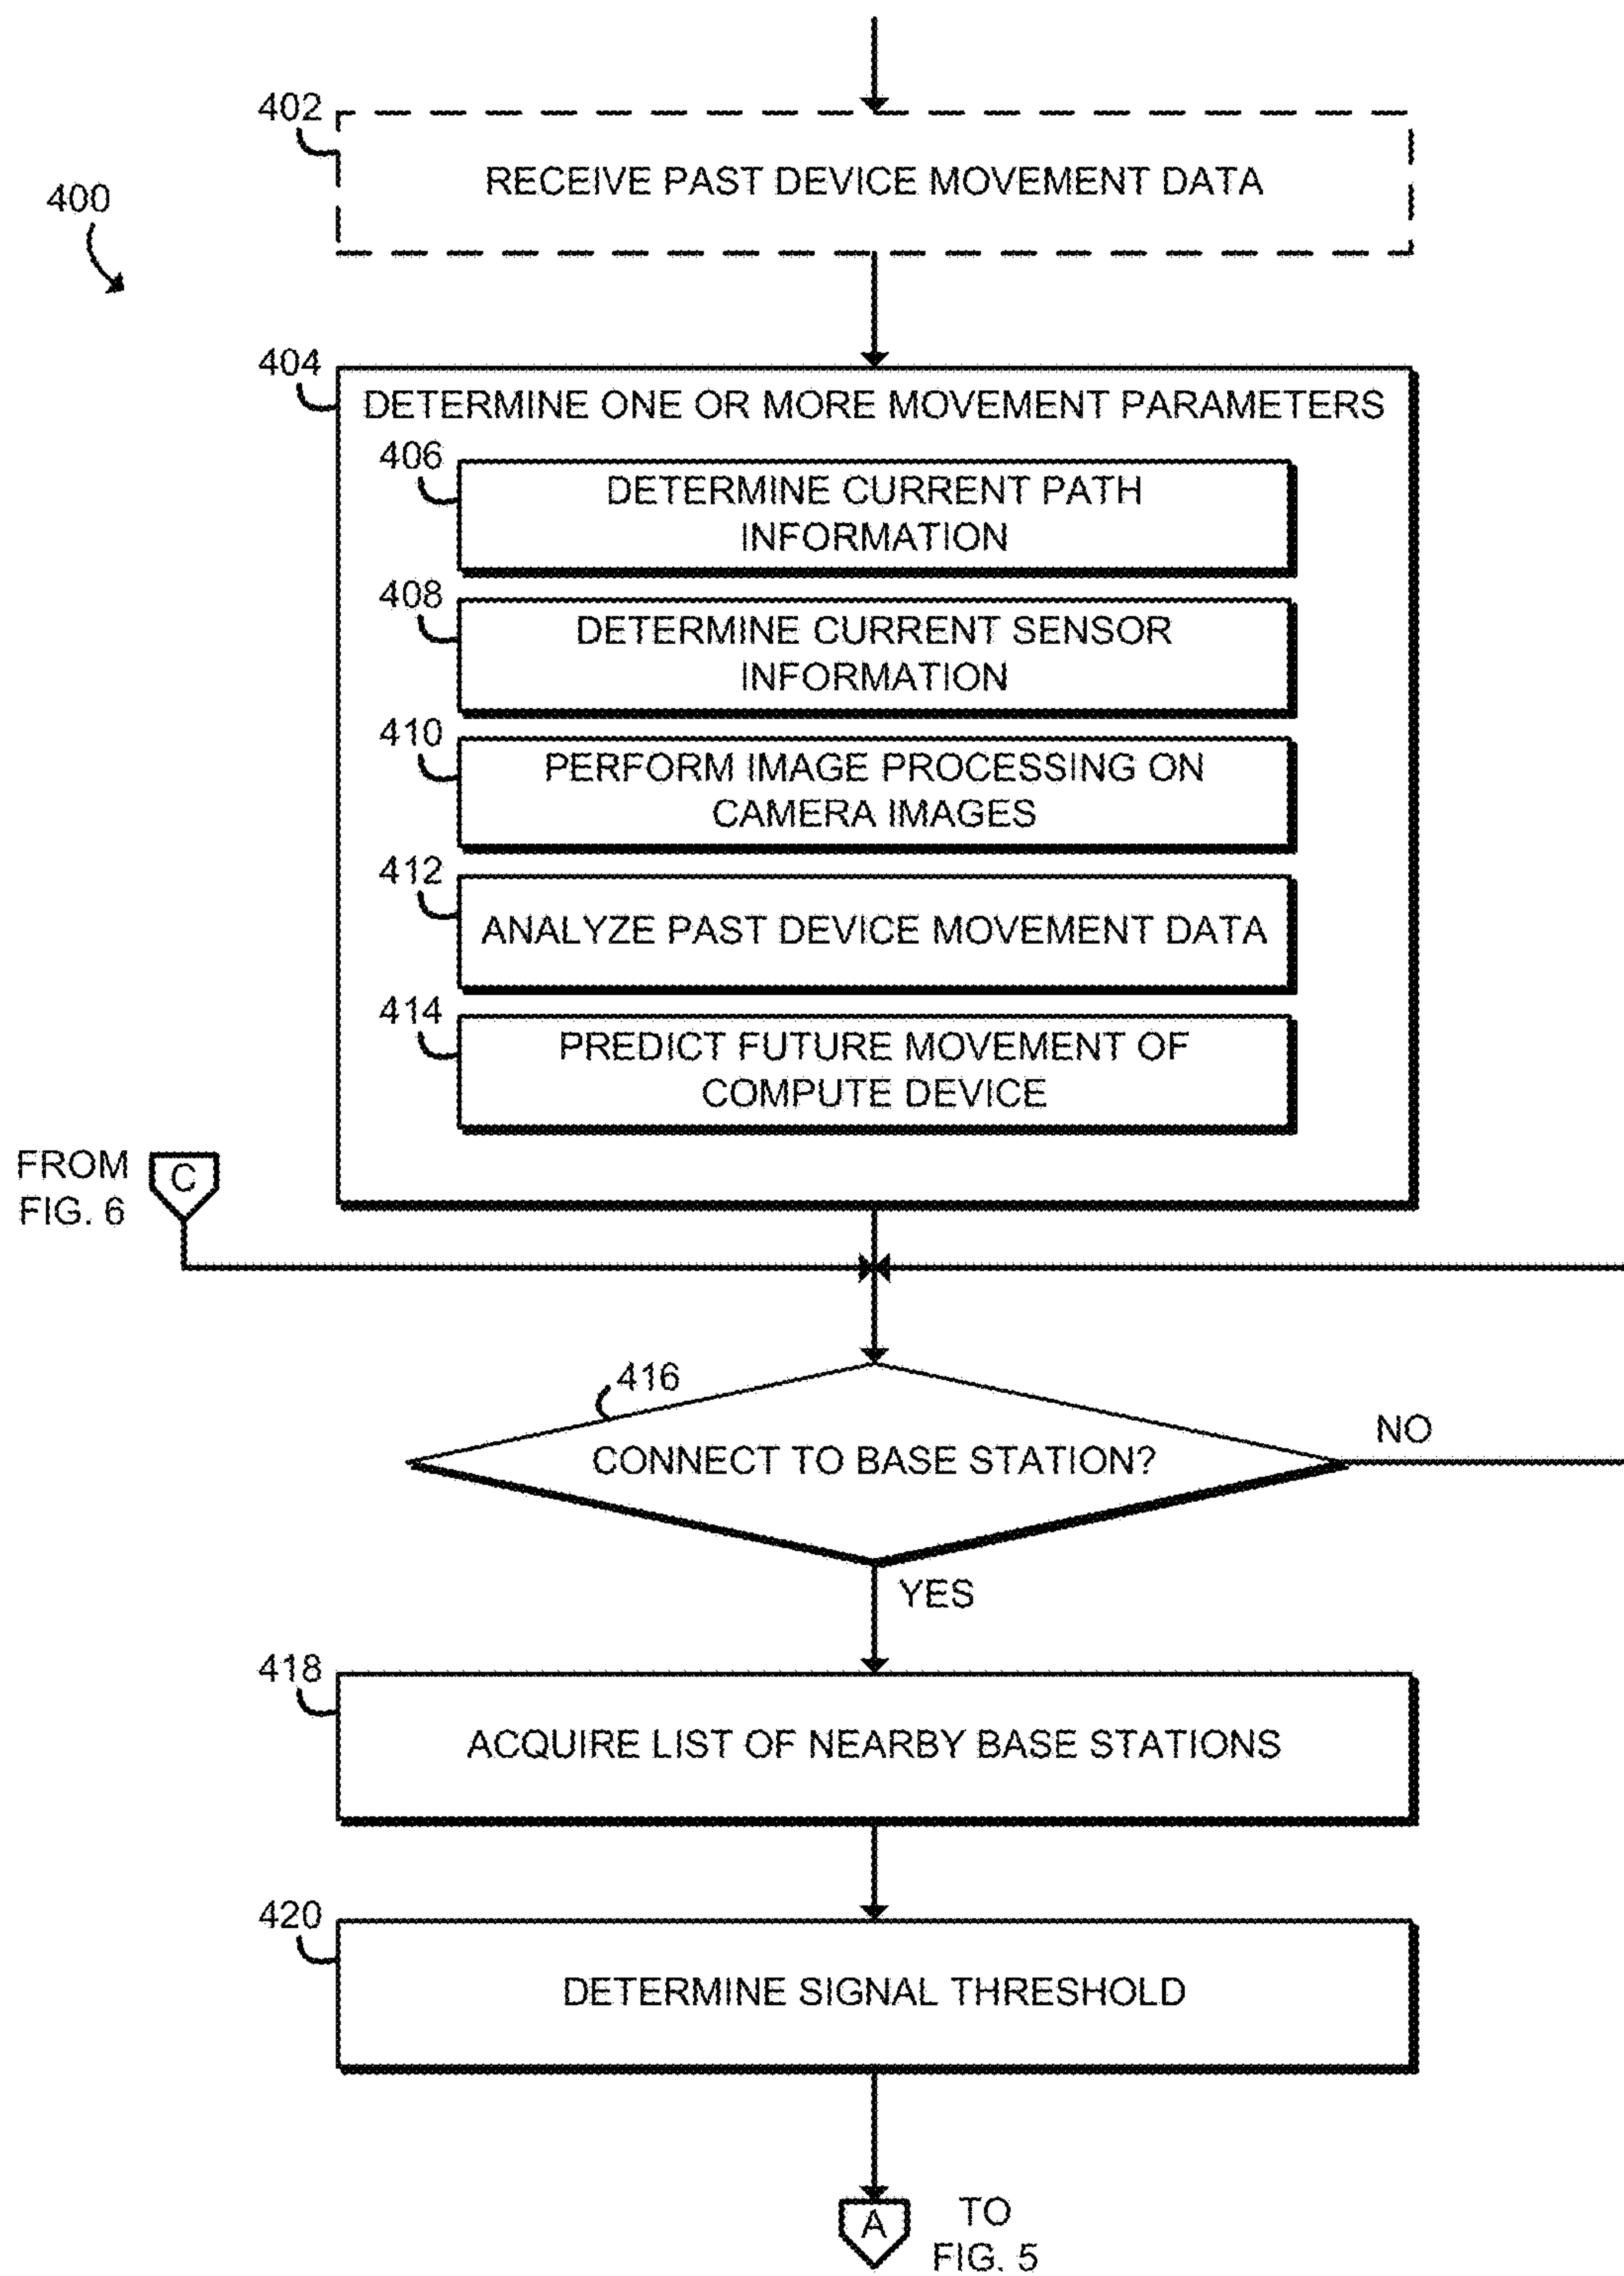 402
RECEIVE PAST DEVICE MOVEMENT DATA
400
404
DETERMINE ONE OR MORE MOVEMENT PARAMETERS
406
DETERMINE CURRENT PATH
INFORMATION
408
DETERMINE CURRENT SENSOR
INFORMATION
410
PERFORM IMAGE PROCESSING ON
CAMERA IMAGES
412
ANALYZE PAST DEVICE MOVEMENT DATA
414
PREDICT FUTURE MOVEMENT OF
COMPUTE DEVICE
FROM
FIG. 6
C
416
CONNECT TO BASE STATION?
NO
YES
418
ACQUIRE LIST OF NEARBY BASE STATIONS
420
DETERMINE SIGNAL THRESHOLD
A
TO
FIG. 5